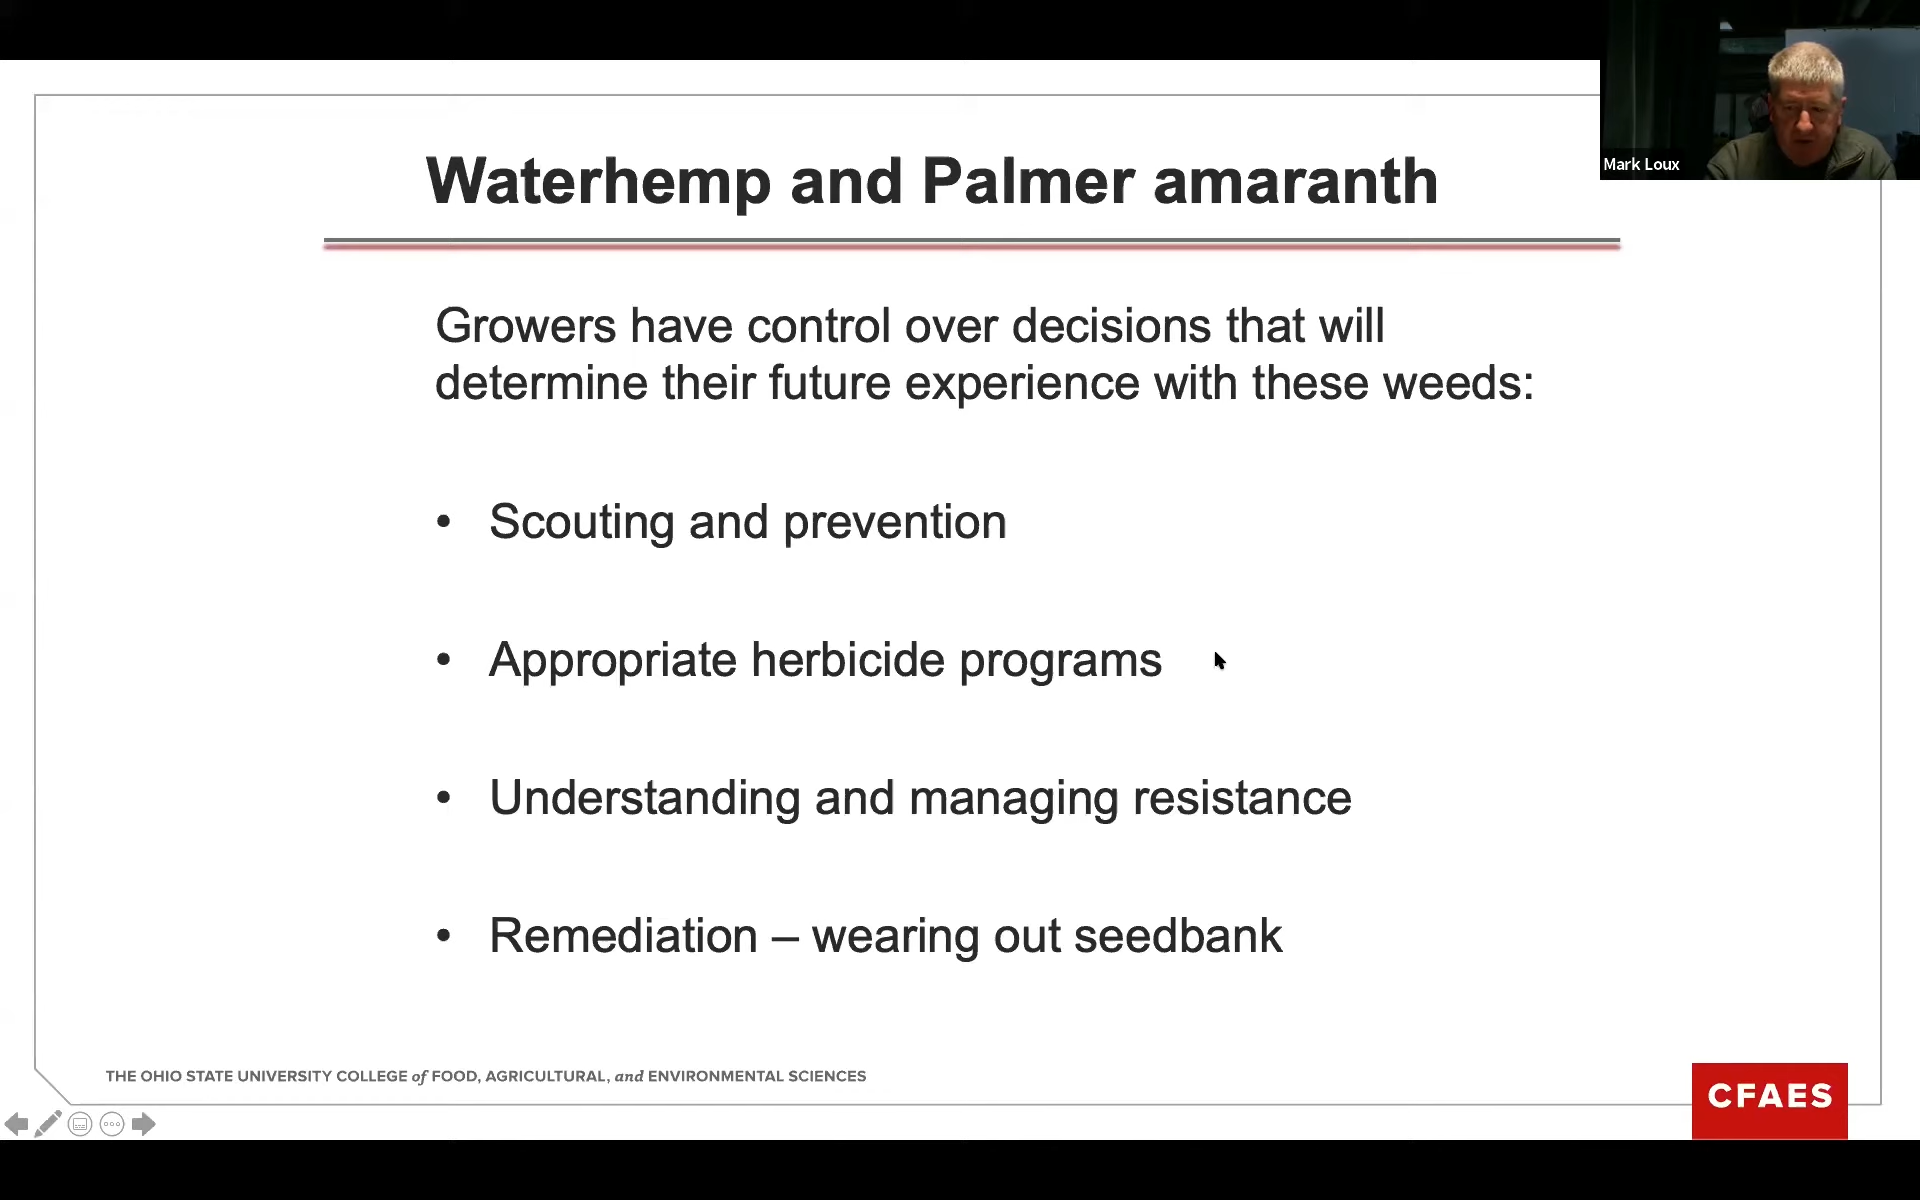 Mark Loux
Waterhemp and Palmer amaranth
Growers have control over decisions that will
determine their future experience with these weeds:
• Scouting and prevention
• Appropriate herbicide programs
• Understanding and managing resistance
• Remediation – wearing out seedbank
THE OHIO STATE UNIVERSITY COLLEGE of FOOD, AGRICULTURAL, and ENVIRONMENTAL SCIENCES
CFAES